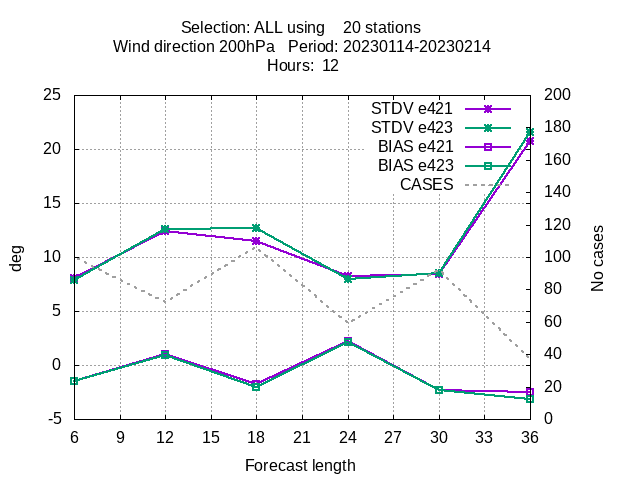 Selection: ALL using    20 stations
Wind direction 200hPa   Period: 20230114-20230214
Hours:  12
STDV e421
STDV e423
BIAS e421
BIAS e423
CASES
25
20
15
10
5
0
-5
deg
200
180
160
140
120
100
80
60
40
20
0
No cases
6 9 12 15 18 21 24 27 30 33 36
Forecast length